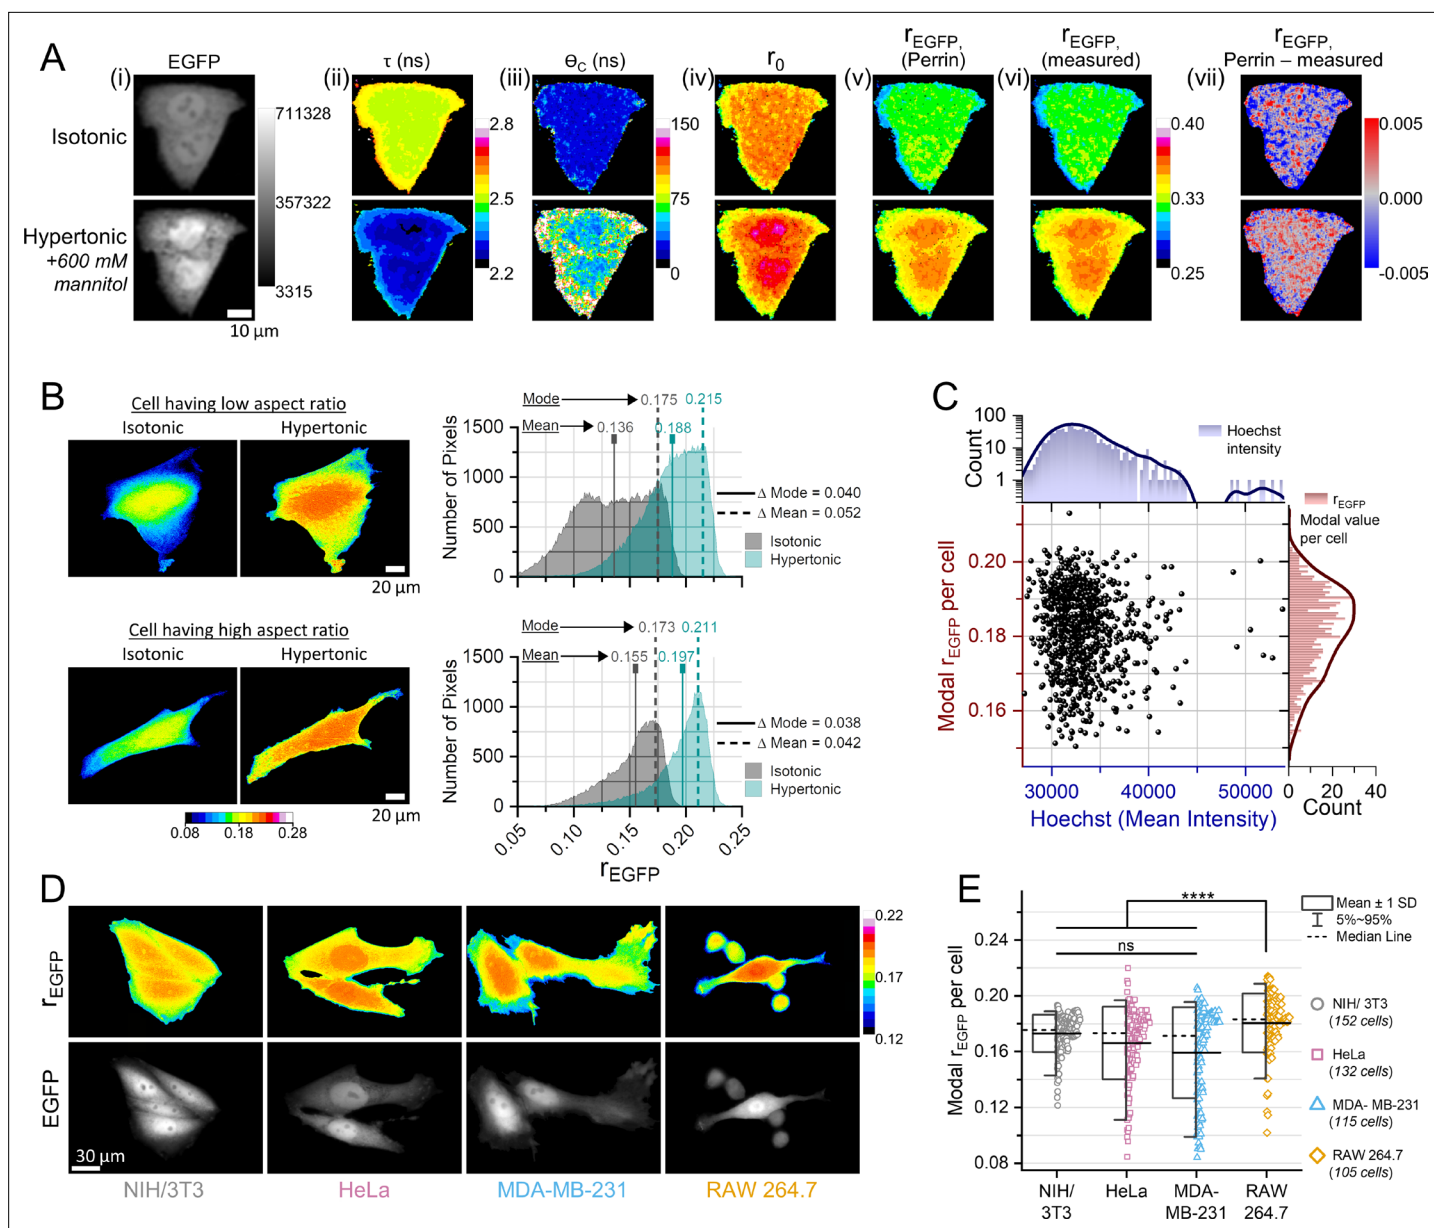 A
(i) EGFP
(ii) τ (ns)
(iii) ΘC (ns)
(iv) r0
(v) rEGFP, (Perrin)
(vi) rEGFP, (measured)
(vii) rEGFP, Perrin – measured
Isotonic
Hypertonic
+600 mM
mannitol
10 µm
711328
357322
3315
2.8
2.5
2.2
150
75
0
0.40
0.33
0.25
0.005
0.000
-0.005
B
Cell having low aspect ratio
Isotonic Hypertonic
20 µm
Mode 0.175 0.215
Mean 0.136 0.188
Number of Pixels
1500
1000
500
0
Δ Mode = 0.040
Δ Mean = 0.052
Isotonic
Hypertonic
Cell having high aspect ratio
Isotonic Hypertonic
20 µm
0.08 0.18 0.28
Mode 0.173 0.211
Mean 0.155 0.197
Number of Pixels
1500
1000
500
0
Δ Mode = 0.038
Δ Mean = 0.042
Isotonic
Hypertonic
0.05 0.10 0.15 0.20 0.25
rEGFP
C
Count
100
10
1
Hoechst
intensity
rEGFP
Modal value
per cell
Modal rEGFP per cell
0.20
0.18
0.16
30000 40000 50000
Hoechst (Mean Intensity)
0 20 40
Count
D
rEGFP
EGFP
0.22
0.17
0.12
30 µm
NIH/3T3 HeLa MDA-MB-231 RAW 264.7
E
Modal rEGFP per cell
0.24
0.20
0.16
0.12
0.08
****
ns
Mean ± 1 SD
5%~95%
Median Line
NIH/ 3T3
(152 cells)
HeLa
(132 cells)
MDA- MB-231
(115 cells)
RAW 264.7
(105 cells)
NIH/ HeLa MDA- RAW
3T3 MB-231 264.7